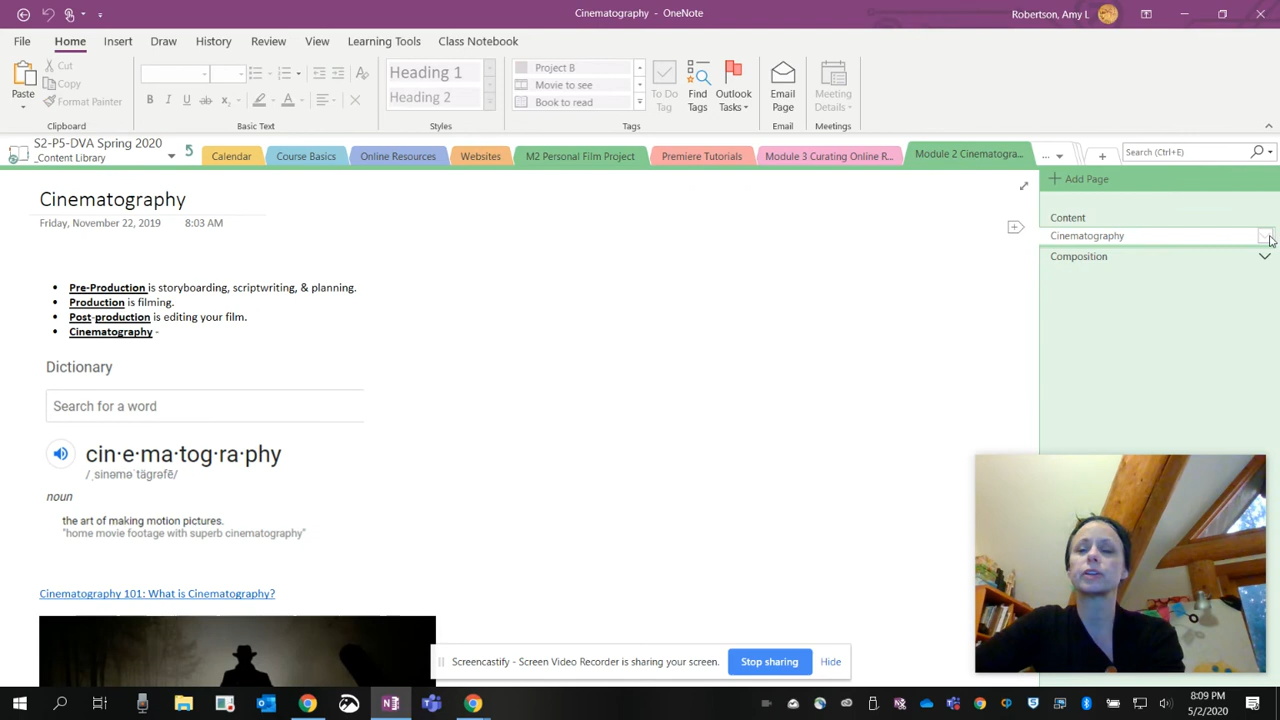 Cinematography - OneNote
Robertson, Amy L
File Home Insert Draw History Review View Learning Tools Class Notebook
Paste
Cut
Copy
Format Painter
Clipboard
B I U ab x
Basic Text
Heading 1
Heading 2
Styles
Project B
Movie to see
Book to read
Tags
To Do
Tag
Find
Tags
Outlook
Tasks
Email
Page
Email
Meeting
Details
Meetings
S2-P5-DVA Spring 2020
_Content Library
Calendar
Course Basics
Online Resources
Websites
M2 Personal Film Project
Premiere Tutorials
Module 3 Curating Online R...
Module 2 Cinematogra...
...
Search (Ctrl+E)
Add Page
Content
Cinematography
Composition
Cinematography
Friday, November 22, 2019 8:03 AM
• Pre-Production is storyboarding, scriptwriting, & planning.
• Production is filming.
• Post-production is editing your film.
• Cinematography -
Dictionary
Search for a word
cin·e·ma·tog·ra·phy
/ˌsinəməˈtägrəfē/
noun
the art of making motion pictures.
"home movie footage with superb cinematography"
Cinematography 101: What is Cinematography?
Screencastify - Screen Video Recorder is sharing your screen.
Stop sharing
Hide
8:09 PM
5/2/2020